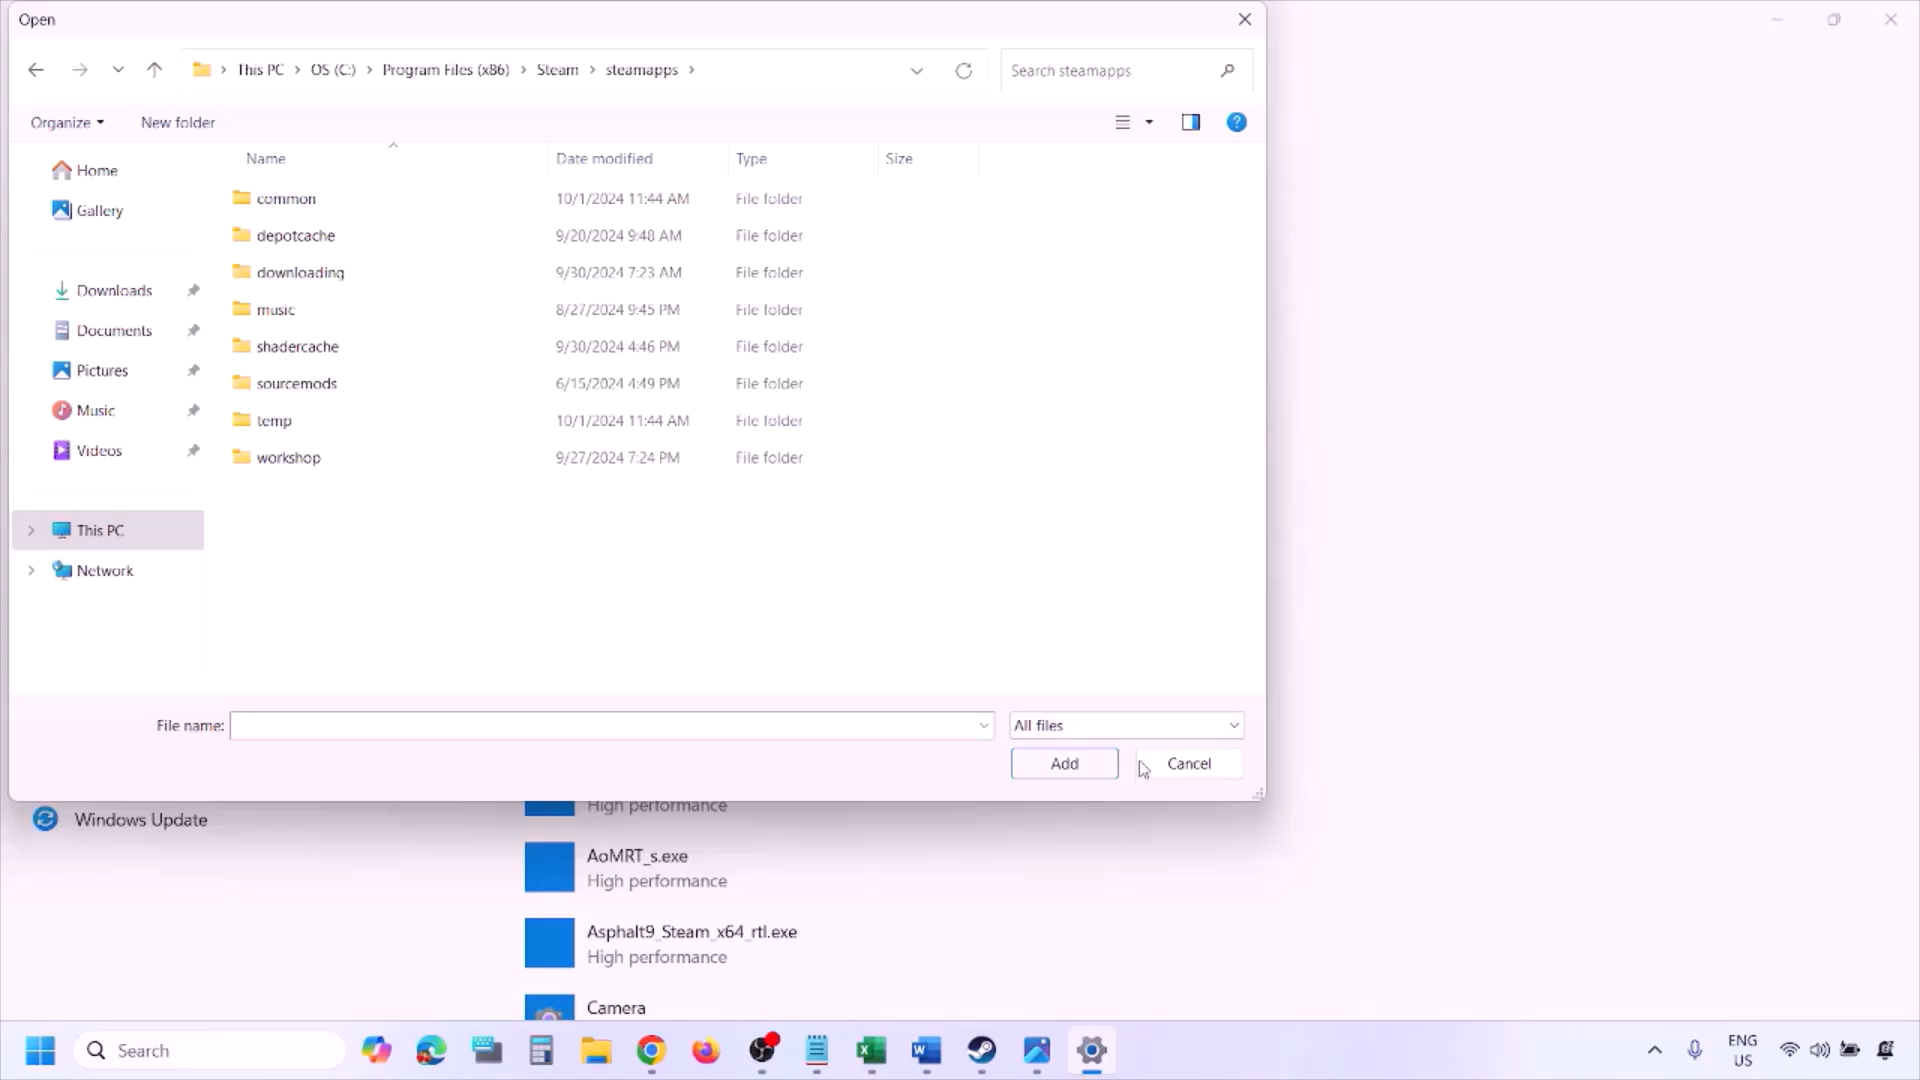 Open
This PC > OS (C:) > Program Files (x86) > Steam > steamapps >
Search steamapps
Organize
New folder
Name
Date modified
Type
Size
Home
Gallery
Downloads
Documents
Pictures
Music
Videos
This PC
Network
common 10/1/2024 11:44 AM File folder
depotcache 9/20/2024 9:48 AM File folder
downloading 9/30/2024 7:23 AM File folder
music 8/27/2024 9:45 PM File folder
shadercache 9/30/2024 4:46 PM File folder
sourcemods 6/15/2024 4:49 PM File folder
temp 10/1/2024 11:44 AM File folder
workshop 9/27/2024 7:24 PM File folder
File name:
All files
Add
Cancel
Windows Update
High performance
AoMRT_s.exe
High performance
Asphalt9_Steam_x64_rtl.exe
High performance
Camera
Search
ENG
US